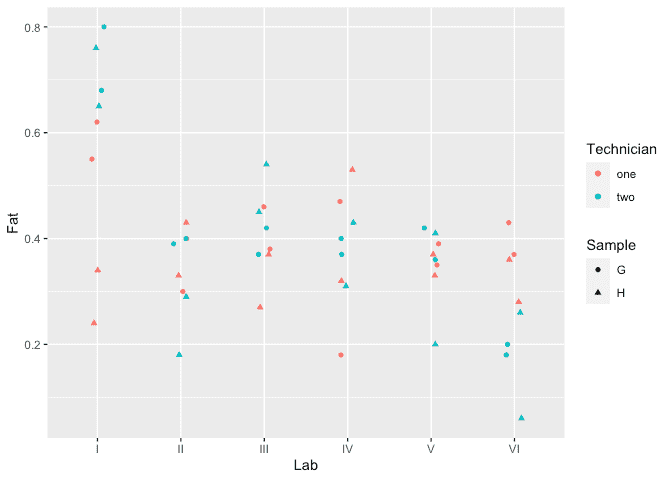 0.8
0.6
0.4
0.2
Fat
I II III IV V VI
Lab
Technician
one
two
Sample
G
H